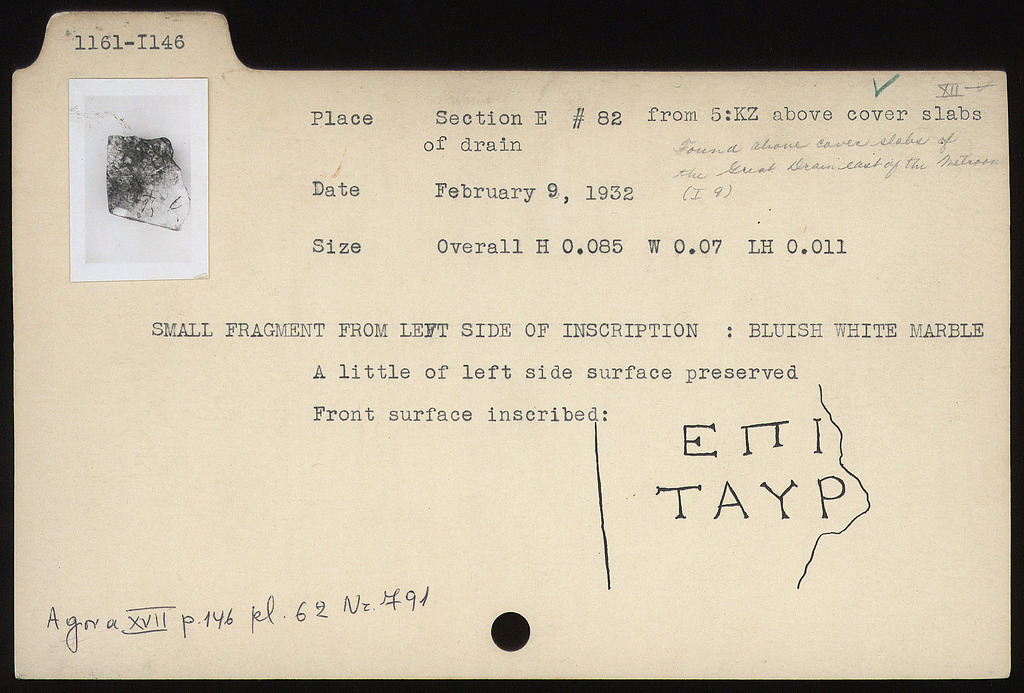 1161-I146
XII
Place Section E # 82 from 5:KZ above cover slabs
of drain
Found above cover slabs of
the Great Drain east of the Metroon
(I 9)
Date February 9, 1932
Size Overall H 0.085 W 0.07 LH 0.011
SMALL FRAGMENT FROM LEFT SIDE OF INSCRIPTION : BLUISH WHITE MARBLE
A little of left side surface preserved
Front surface inscribed:
ΕΠΙ
ΤΑΥΡ
Agora XVII p.146 pl. 62 Nr. 791